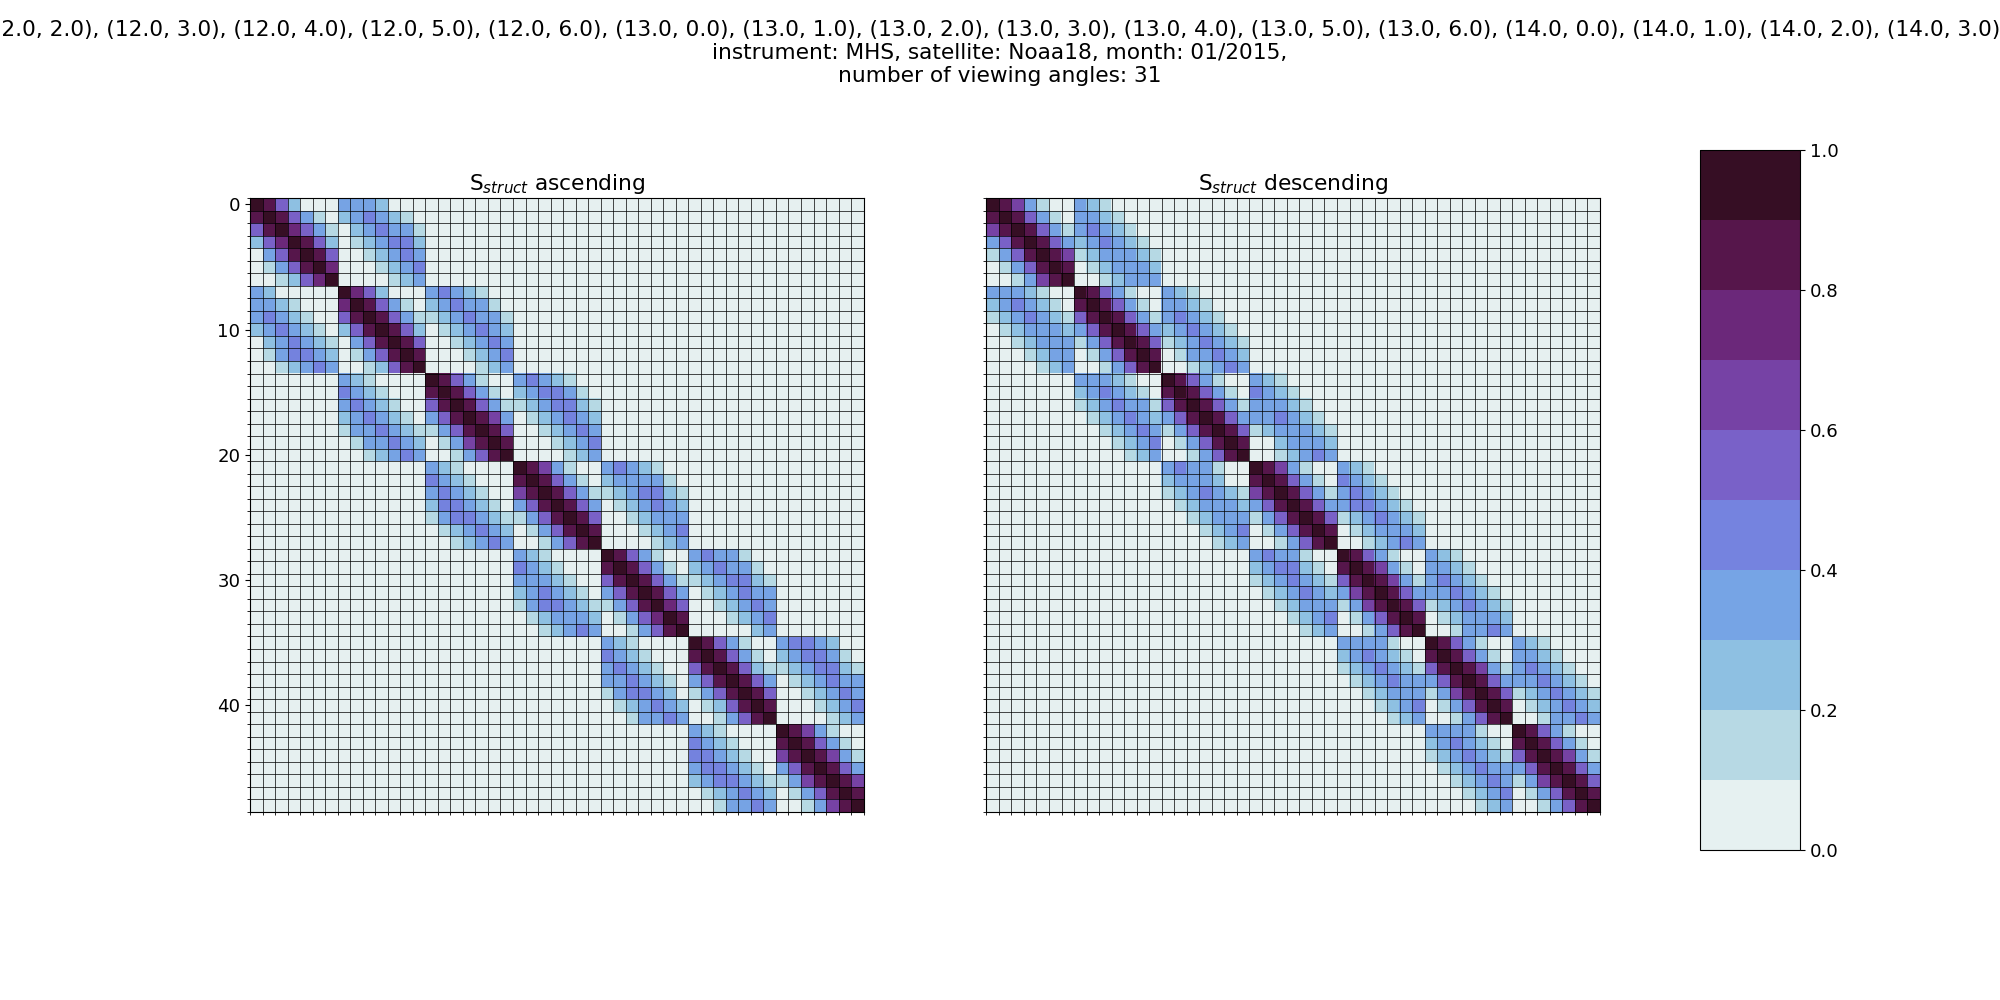 2.0, 2.0), (12.0, 3.0), (12.0, 4.0), (12.0, 5.0), (12.0, 6.0), (13.0, 0.0), (13.0, 1.0), (13.0, 2.0), (13.0, 3.0), (13.0, 4.0), (13.0, 5.0), (13.0, 6.0), (14.0, 0.0), (14.0, 1.0), (14.0, 2.0), (14.0, 3.0)
instrument: MHS, satellite: Noaa18, month: 01/2015,
number of viewing angles: 31
S_struct ascending
0
10
20
30
40
S_struct descending
1.0
0.8
0.6
0.4
0.2
0.0